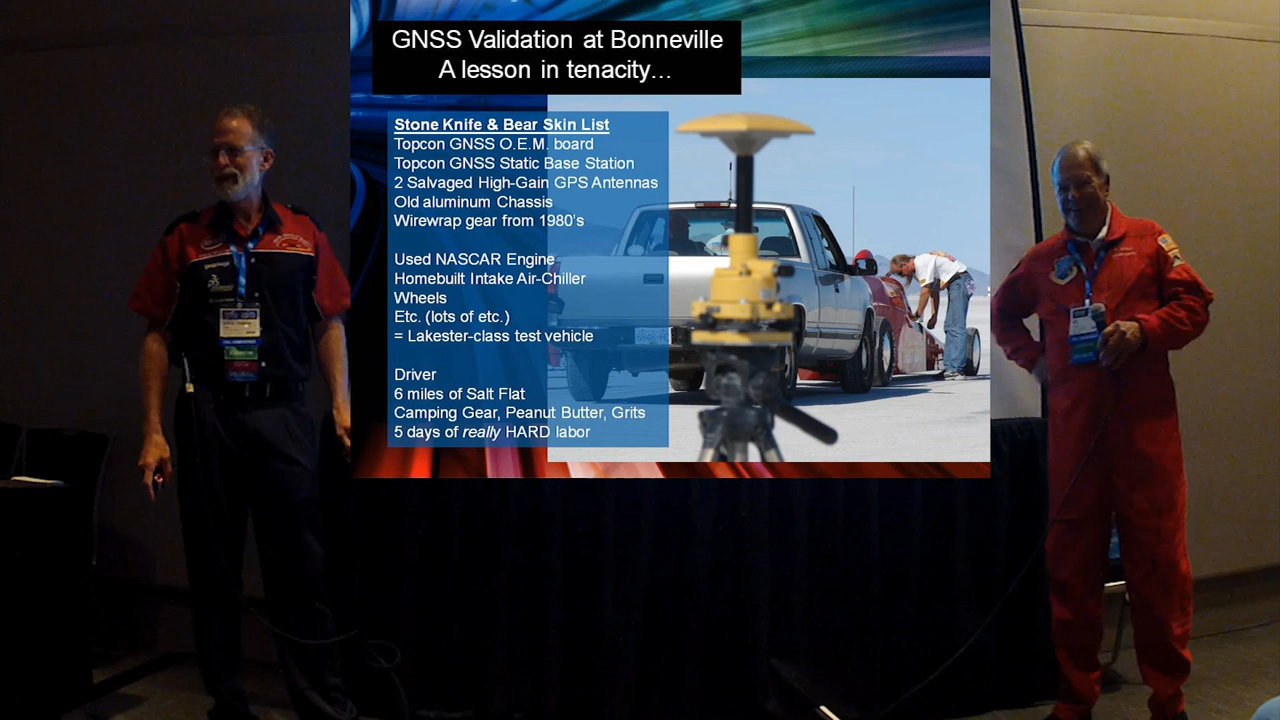 GNSS Validation at Bonneville
A lesson in tenacity...
Stone Knife & Bear Skin List
Topcon GNSS O.E.M. board
Topcon GNSS Static Base Station
2 Salvaged High-Gain GPS Antennas
Old aluminum Chassis
Wirewrap gear from 1980's
Used NASCAR Engine
Homebuilt Intake Air-Chiller
Wheels
Etc. (lots of etc.)
= Lakester-class test vehicle
Driver
6 miles of Salt Flat
Camping Gear, Peanut Butter, Grits
5 days of really HARD labor